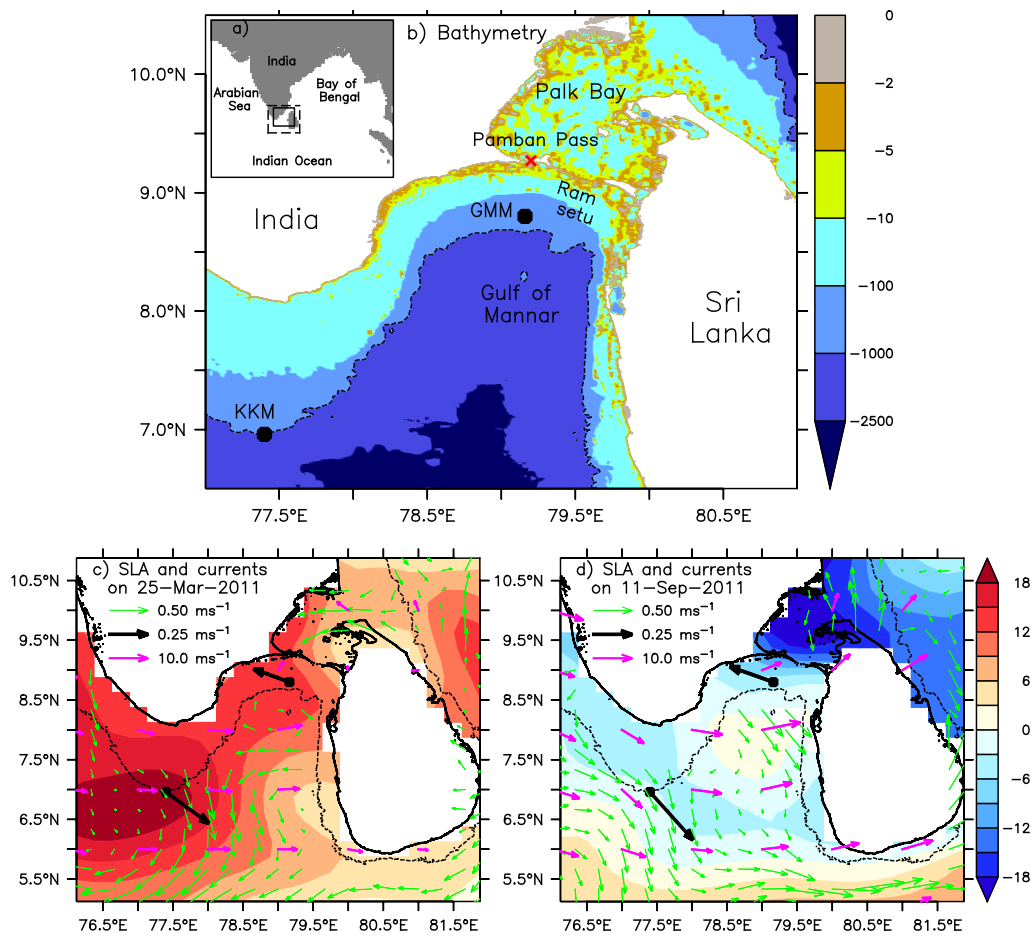 a)
India
Arabian
Sea
Bay of
Bengal
Indian Ocean
b) Bathymetry
Palk Bay
Pamban Pass
Ram
setu
GMM
India
Gulf of
Mannar
Sri
Lanka
KKM
10.0°N
9.0°N
8.0°N
7.0°N
77.5°E 78.5°E 79.5°E 80.5°E
0
−2
−5
−10
−100
−1000
−2500
c) SLA and currents
on 25−Mar−2011
0.50 ms⁻¹
0.25 ms⁻¹
10.0 ms⁻¹
10.5°N
9.5°N
8.5°N
7.5°N
6.5°N
5.5°N
76.5°E 77.5°E 78.5°E 79.5°E 80.5°E 81.5°E
d) SLA and currents
on 11−Sep−2011
0.50 ms⁻¹
0.25 ms⁻¹
10.0 ms⁻¹
10.5°N
9.5°N
8.5°N
7.5°N
6.5°N
5.5°N
76.5°E 77.5°E 78.5°E 79.5°E 80.5°E 81.5°E
18
12
6
0
−6
−12
−18